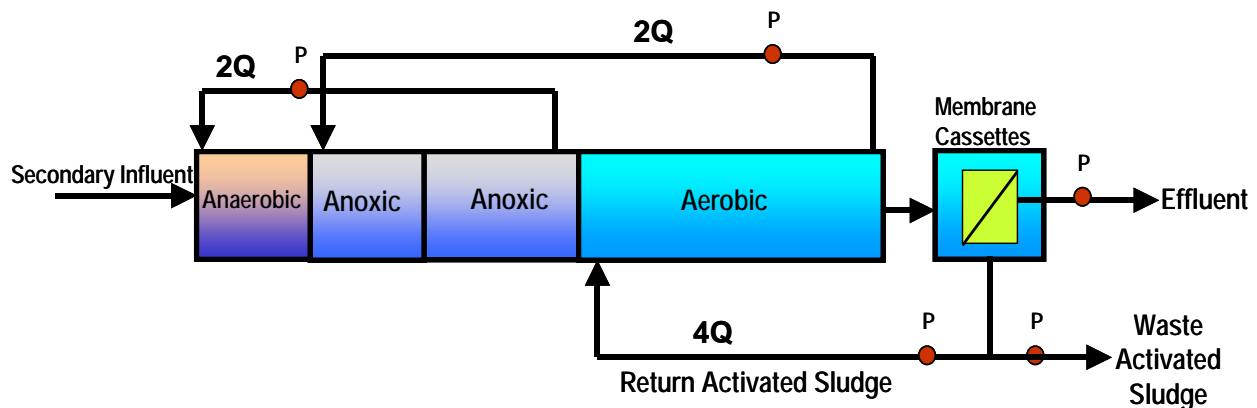 2Q
P
2Q
P
Membrane
Cassettes
P
Secondary Influent
Anaerobic
Anoxic
Anoxic
Aerobic
Effluent
4Q
P
P
Return Activated Sludge
Waste
Activated
Sludge